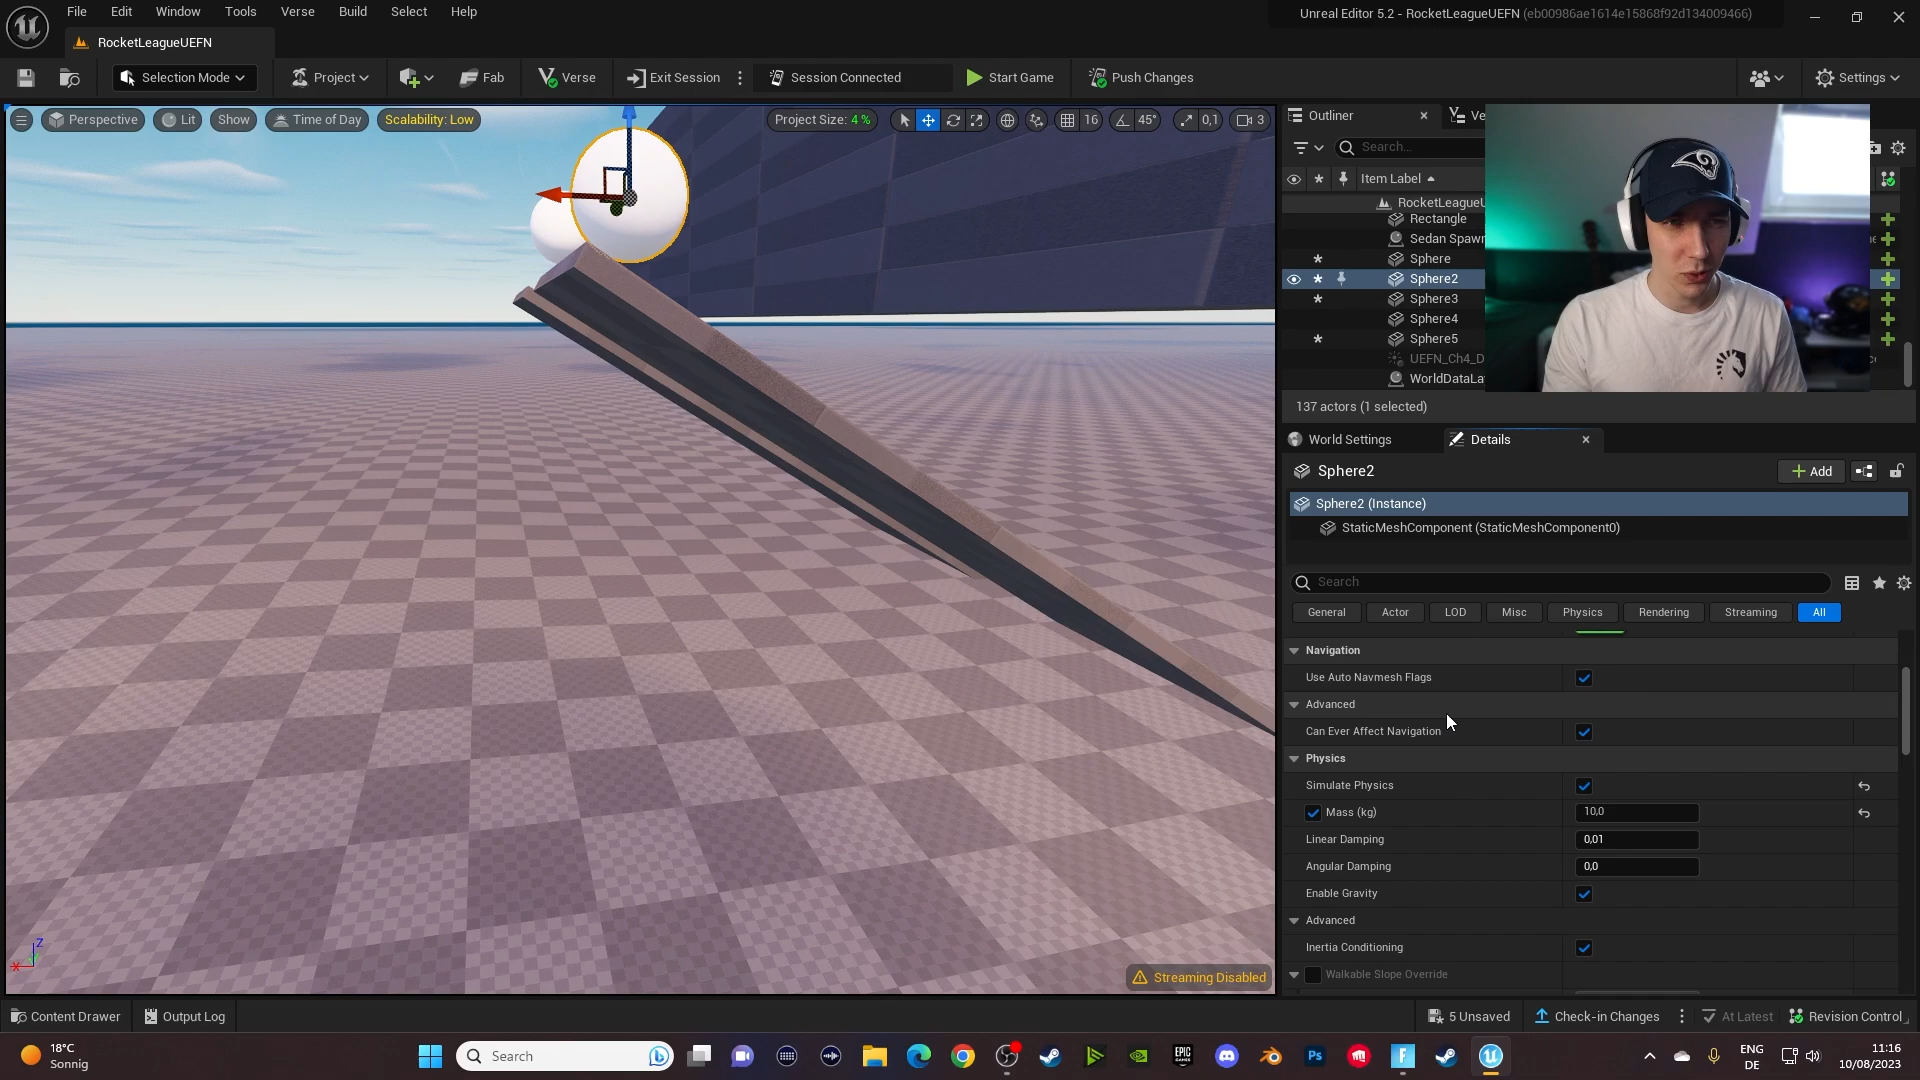 File Edit Window Tools Verse Build Select Help
Unreal Editor 5.2 - RocketLeagueUEFN (eb00986ae1614e15868f92d134009466)
RocketLeagueUEFN
Selection Mode Project Fab Verse Exit Session Session Connected Start Game Push Changes Settings
Perspective Lit Show Time of Day Scalability: Low Project Size: 4 % 16 45° 0,1 3
Outliner Ve
Search...
Item Label
RocketLeagueU
Rectangle
Sedan Spawn
Sphere
Sphere2
Sphere3
Sphere4
Sphere5
UEFN_Ch4_D
WorldDataLa
137 actors (1 selected)
World Settings Details
Sphere2 Add
Sphere2 (Instance)
StaticMeshComponent (StaticMeshComponent0)
Search
General Actor LOD Misc Physics Rendering Streaming All
Navigation
Use Auto Navmesh Flags
Advanced
Can Ever Affect Navigation
Physics
Simulate Physics
Mass (kg) 10,0
Linear Damping 0,01
Angular Damping 0,0
Enable Gravity
Advanced
Inertia Conditioning
Walkable Slope Override
Z
X
Streaming Disabled
Content Drawer Output Log 5 Unsaved Check-in Changes At Latest Revision Control
18°C
Sonnig
Search
EPIC
GAMES
Ps
F
ENG
DE
11:16
10/08/2023